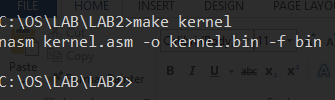 C:\OS\LAB\LAB2>make kernel
nasm kernel.asm -o kernel.bin -f bin
C:\OS\LAB\LAB2>